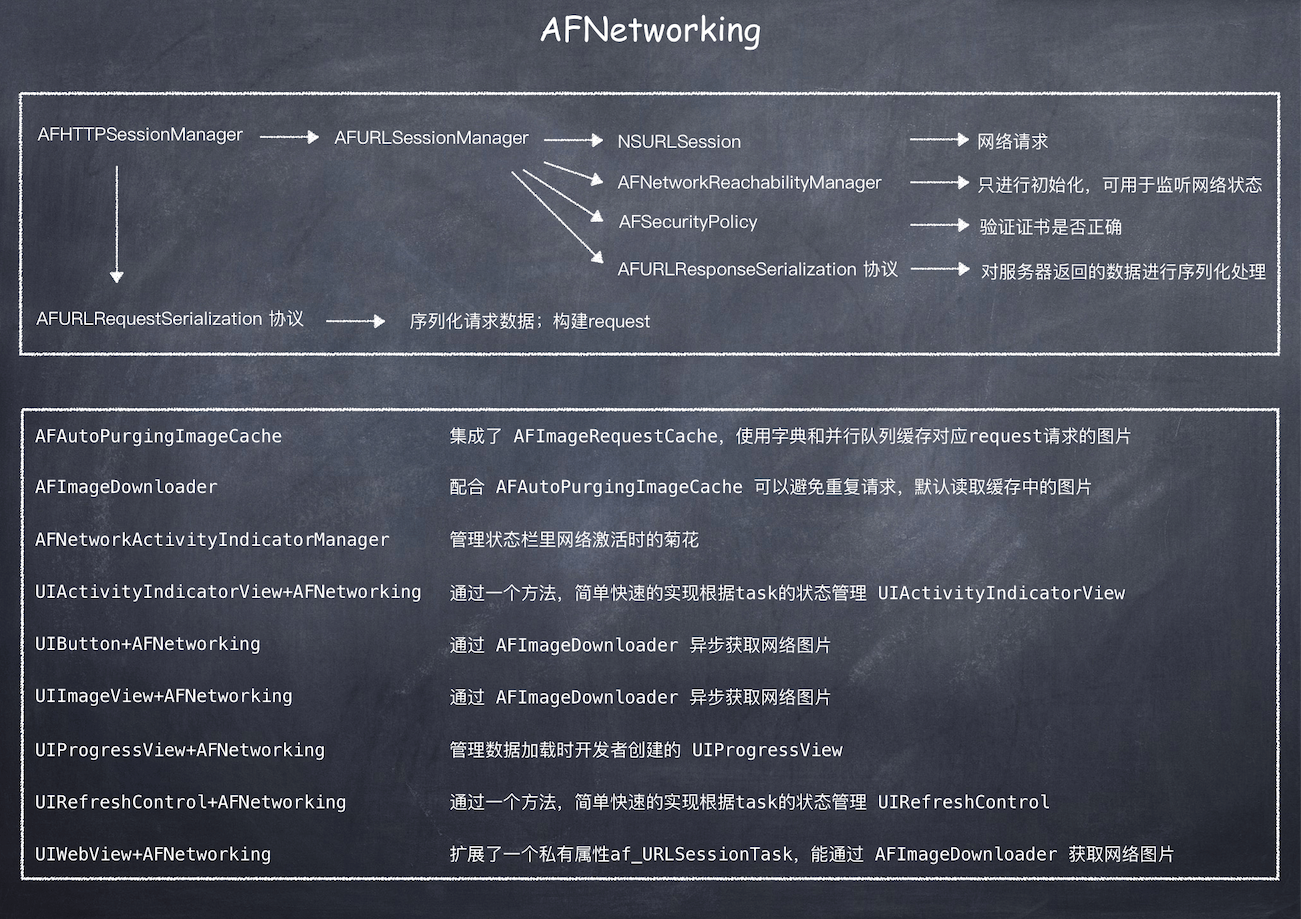 AFNetworking
AFHTTPSessionManager AFURLSessionManager NSURLSession 网络请求
AFNetworkReachabilityManager 只进行初始化，可用于监听网络状态
AFSecurityPolicy 验证证书是否正确
AFURLResponseSerialization 协议 对服务器返回的数据进行序列化处理
AFURLRequestSerialization 协议 序列化请求数据；构建request
AFAutoPurgingImageCache 集成了 AFImageRequestCache，使用字典和并行队列缓存对应request请求的图片
AFImageDownloader 配合 AFAutoPurgingImageCache 可以避免重复请求，默认读取缓存中的图片
AFNetworkActivityIndicatorManager 管理状态栏里网络激活时的菊花
UIActivityIndicatorView+AFNetworking 通过一个方法，简单快速的实现根据task的状态管理 UIActivityIndicatorView
UIButton+AFNetworking 通过 AFImageDownloader 异步获取网络图片
UIImageView+AFNetworking 通过 AFImageDownloader 异步获取网络图片
UIProgressView+AFNetworking 管理数据加载时开发者创建的 UIProgressView
UIRefreshControl+AFNetworking 通过一个方法，简单快速的实现根据task的状态管理 UIRefreshControl
UIWebView+AFNetworking 扩展了一个私有属性af_URLSessionTask，能通过 AFImageDownloader 获取网络图片